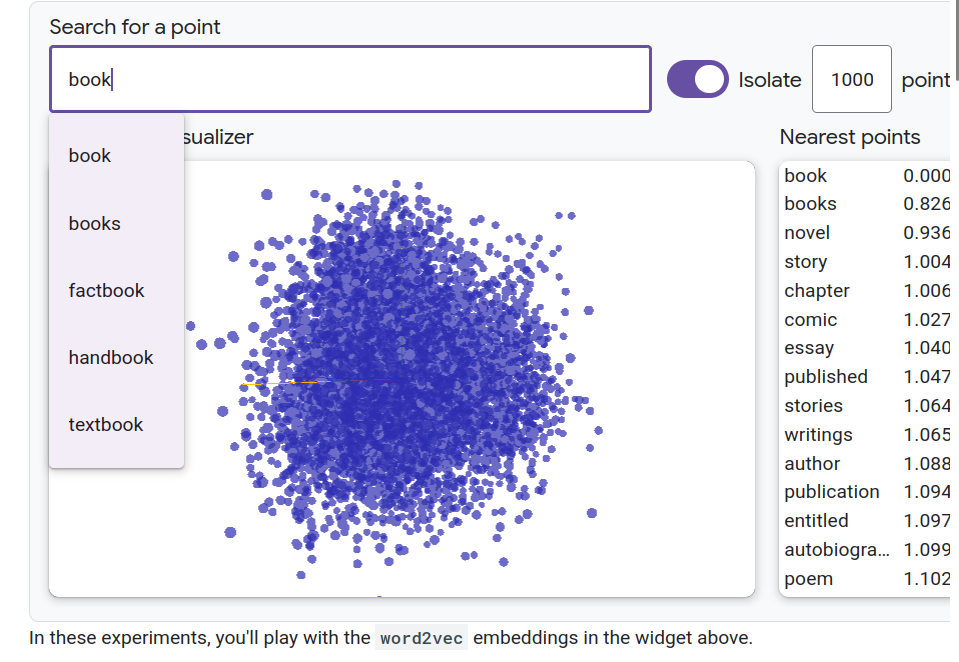 Search for a point
book
Isolate 1000 point
sualizer
Nearest points
book
books
factbook
handbook
textbook
book 0.000
books 0.826
novel 0.936
story 1.004
chapter 1.006
comic 1.027
essay 1.040
published 1.047
stories 1.064
writings 1.065
author 1.088
publication 1.094
entitled 1.097
autobiogra... 1.099
poem 1.102
In these experiments, you'll play with the word2vec embeddings in the widget above.